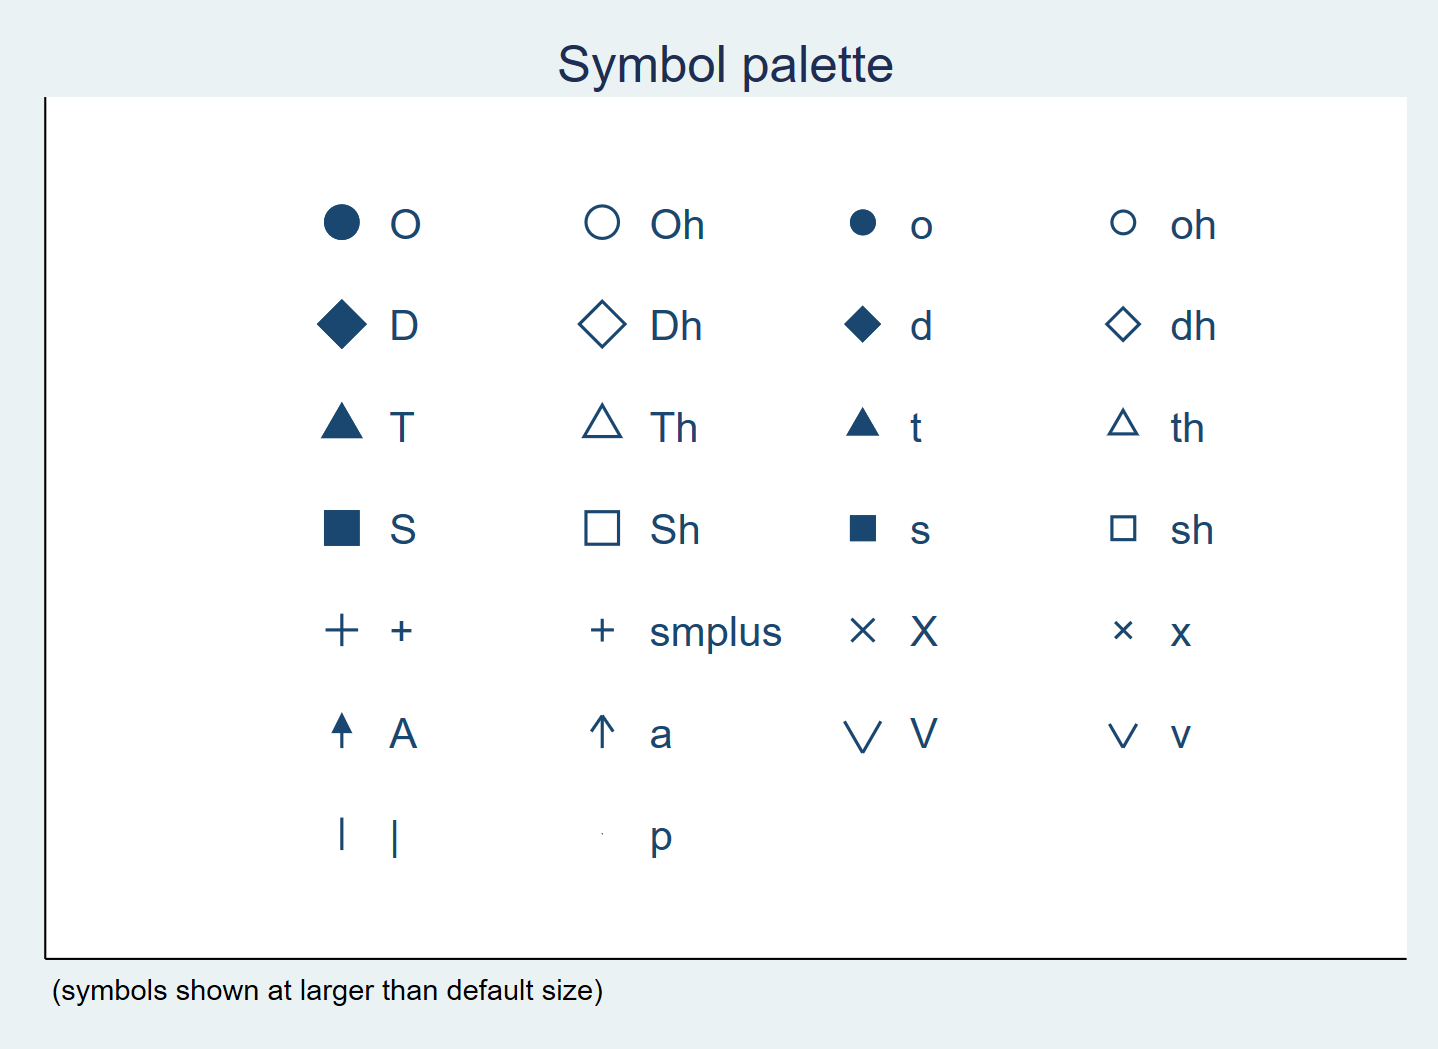 Symbol palette
O Oh o oh
D Dh d dh
T Th t th
S Sh s sh
+ smplus X x
A a V v
| p
(symbols shown at larger than default size)